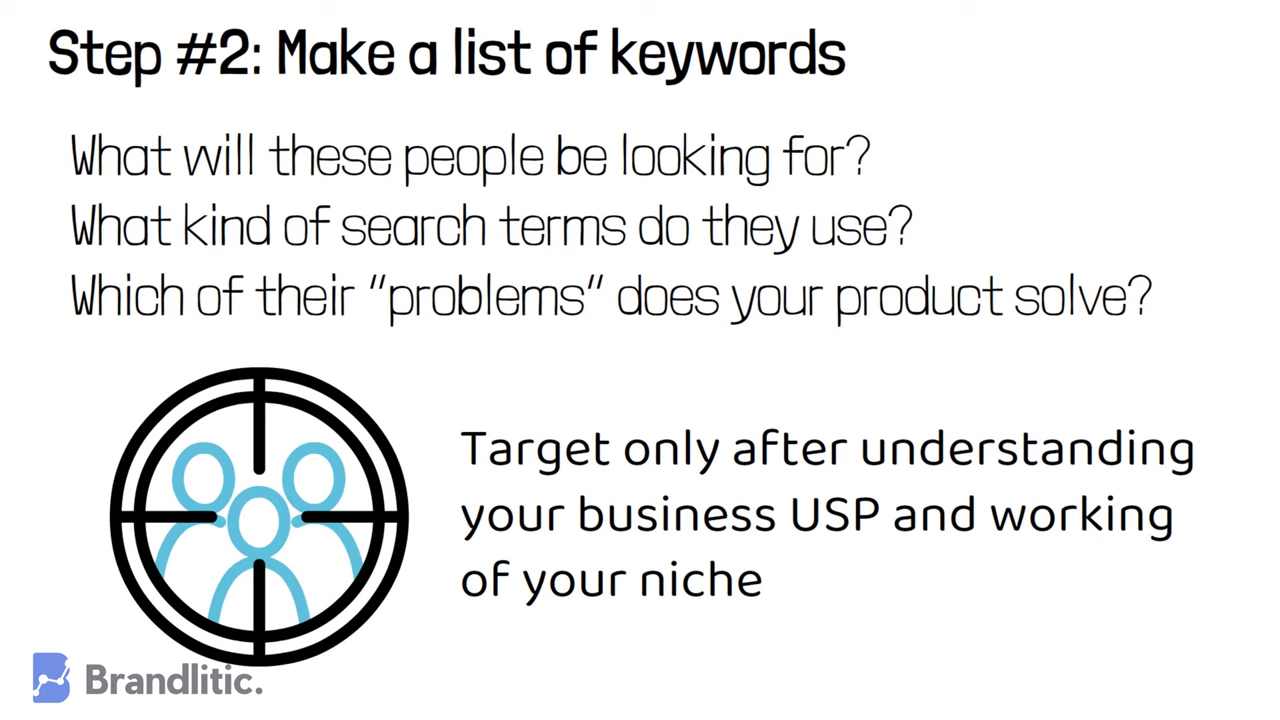 Step #2: Make a list of keywords
What will these people be looking for?
What kind of search terms do they use?
Which of their "problems" does your product solve?
Target only after understanding
your business USP and working
of your niche
Brandlitic.